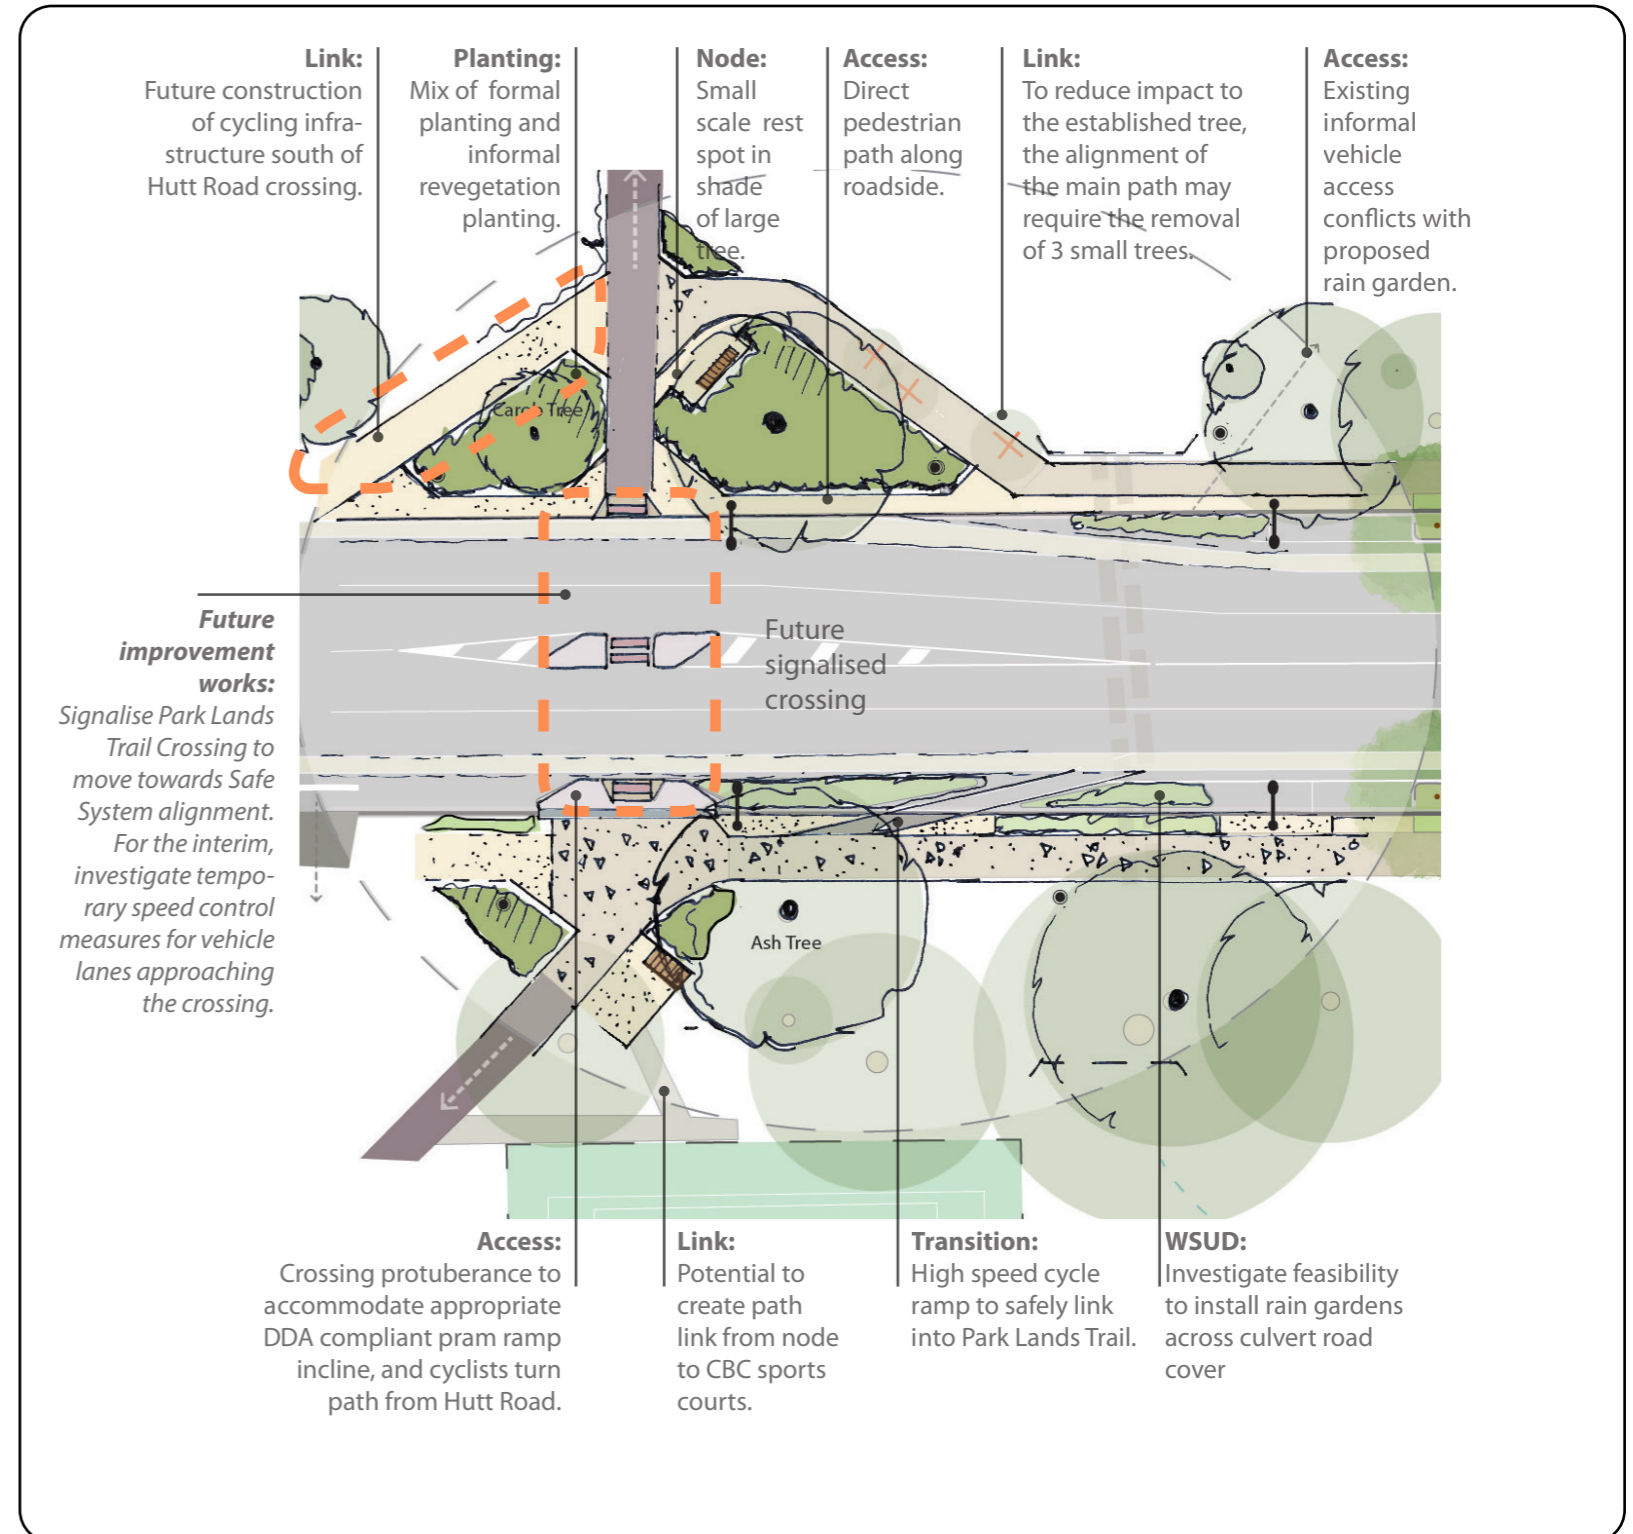 Link:
Future construction
of cycling infra-
structure south of
Hutt Road crossing.
Planting:
Mix of formal
planting and
informal
revegetation
planting.
Node:
Small
scale rest
spot in
shade
of large
tree.
Access:
Direct
pedestrian
path along
roadside.
Link:
To reduce impact to
the established tree,
the alignment of
the main path may
require the removal
of 3 small trees.
Access:
Existing
informal
vehicle
access
conflicts with
proposed
rain garden.
Carob Tree
Future
improvement
works:
Signalise Park Lands
Trail Crossing to
move towards Safe
System alignment.
For the interim,
investigate tempo-
rary speed control
measures for vehicle
lanes approaching
the crossing.
Future
signalised
crossing
Ash Tree
Access:
Crossing protuberance to
accommodate appropriate
DDA compliant pram ramp
incline, and cyclists turn
path from Hutt Road.
Link:
Potential to
create path
link from node
to CBC sports
courts.
Transition:
High speed cycle
ramp to safely link
into Park Lands Trail.
WSUD:
Investigate feasibility
to install rain gardens
across culvert road
cover